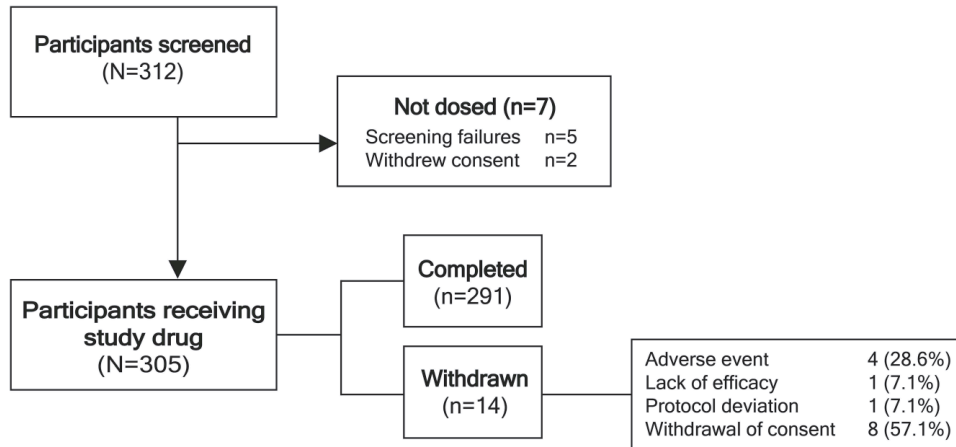 Participants screened
(N=312)
Not dosed (n=7)
Screening failures n=5
Withdrew consent n=2
Participants receiving
study drug
(N=305)
Completed
(n=291)
Withdrawn
(n=14)
Adverse event 4 (28.6%)
Lack of efficacy 1 (7.1%)
Protocol deviation 1 (7.1%)
Withdrawal of consent 8 (57.1%)